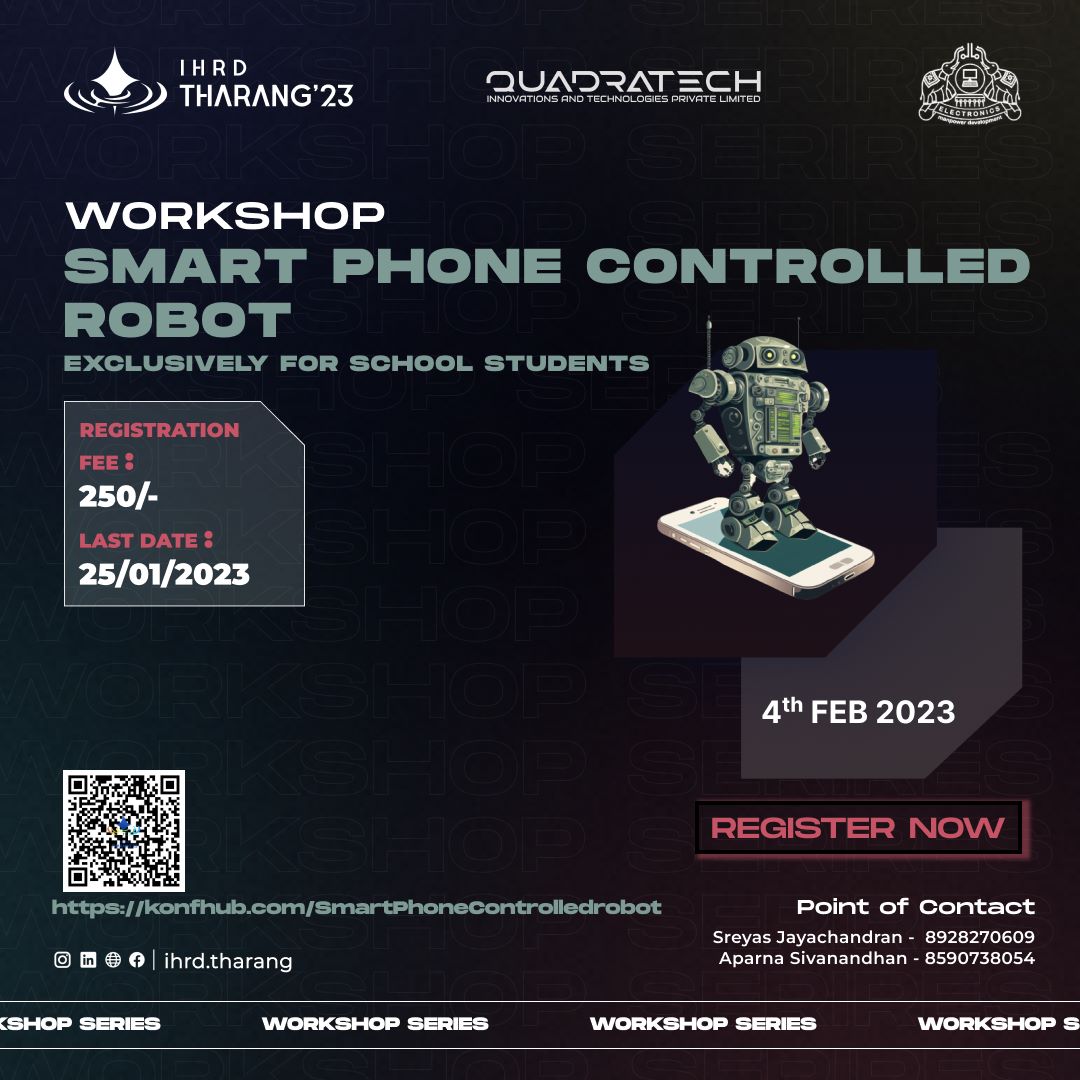 IHRD
THARANG'23
QUADRATECH
INNOVATIONS AND TECHNOLOGIES PRIVATE LIMITED
ELECTRONICS
manpower development
WORKSHOP
SMART PHONE CONTROLLED
ROBOT
EXCLUSIVELY FOR SCHOOL STUDENTS
REGISTRATION
FEE :
250/-
LAST DATE :
25/01/2023
4th FEB 2023
REGISTER NOW
https://konfhub.com/SmartPhoneControlledrobot
Point of Contact
Sreyas Jayachandran - 8928270609
Aparna Sivanandhan - 8590738054
ihrd.tharang
KSHOP SERIES WORKSHOP SERIES WORKSHOP SERIES WORKSHOP S